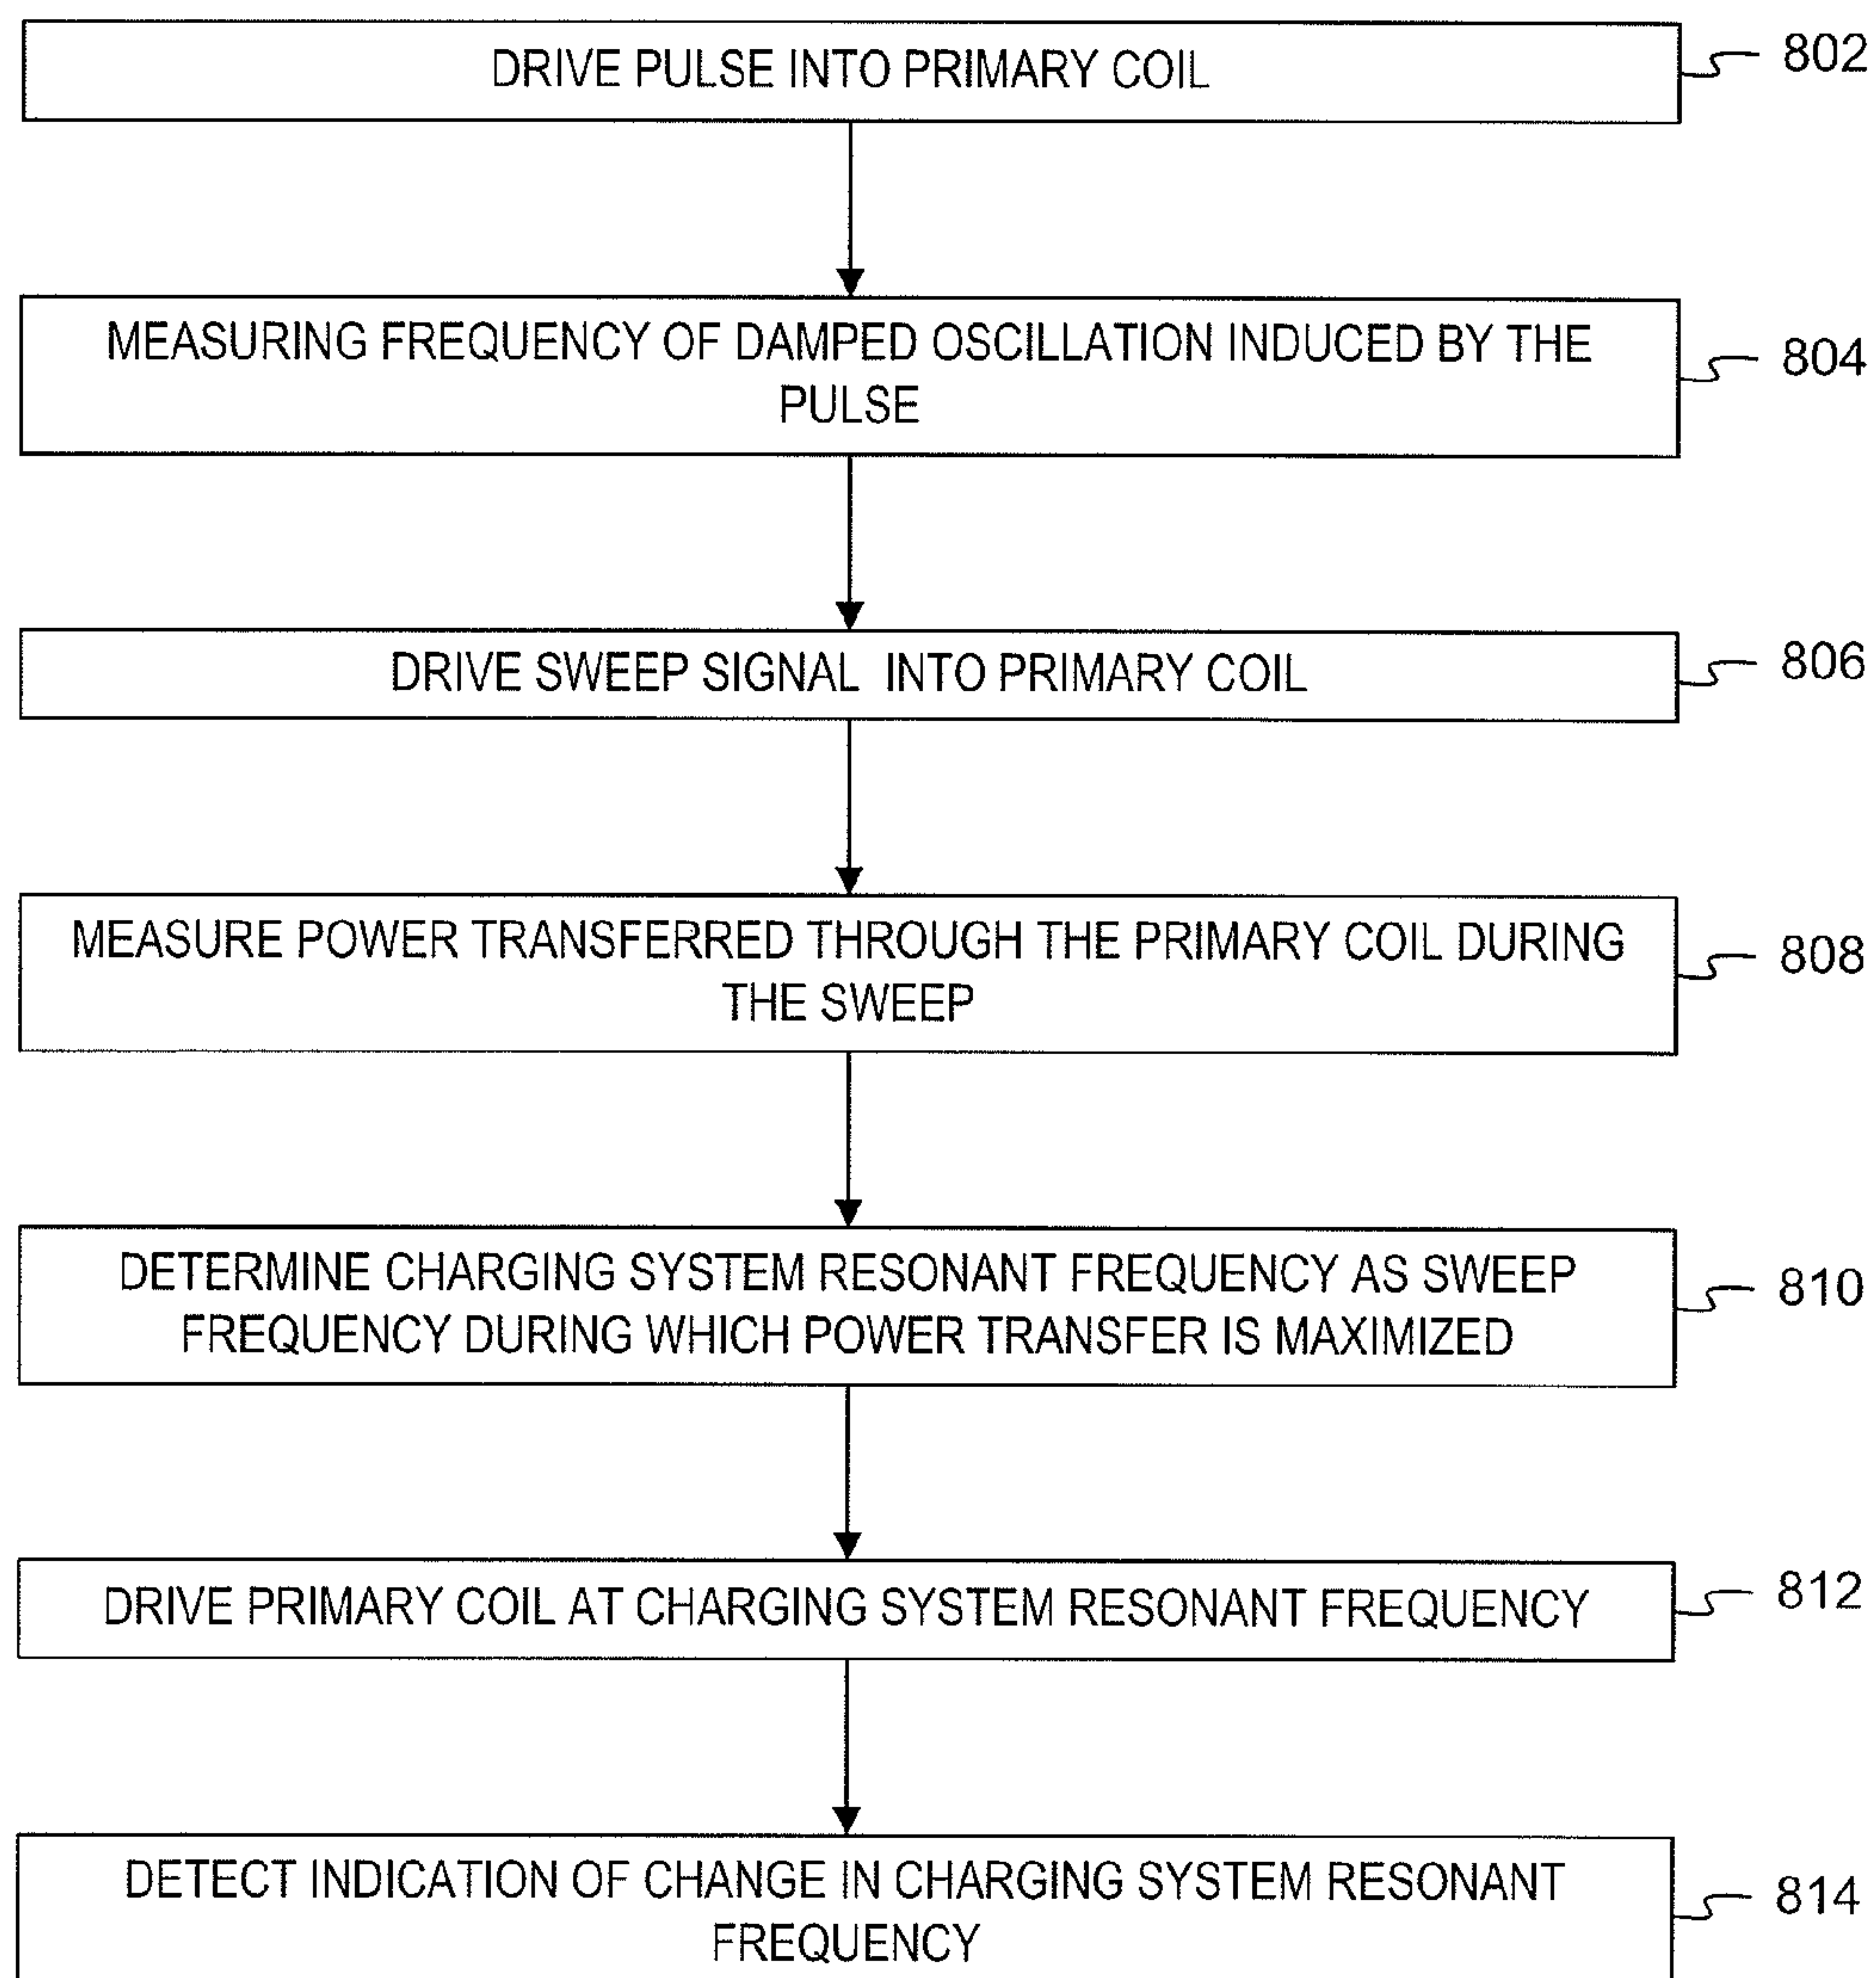 DRIVE PULSE INTO PRIMARY COIL
802
MEASURING FREQUENCY OF DAMPED OSCILLATION INDUCED BY THE
PULSE
804
DRIVE SWEEP SIGNAL INTO PRIMARY COIL
806
MEASURE POWER TRANSFERRED THROUGH THE PRIMARY COIL DURING
THE SWEEP
808
DETERMINE CHARGING SYSTEM RESONANT FREQUENCY AS SWEEP
FREQUENCY DURING WHICH POWER TRANSFER IS MAXIMIZED
810
DRIVE PRIMARY COIL AT CHARGING SYSTEM RESONANT FREQUENCY
812
DETECT INDICATION OF CHANGE IN CHARGING SYSTEM RESONANT
FREQUENCY
814